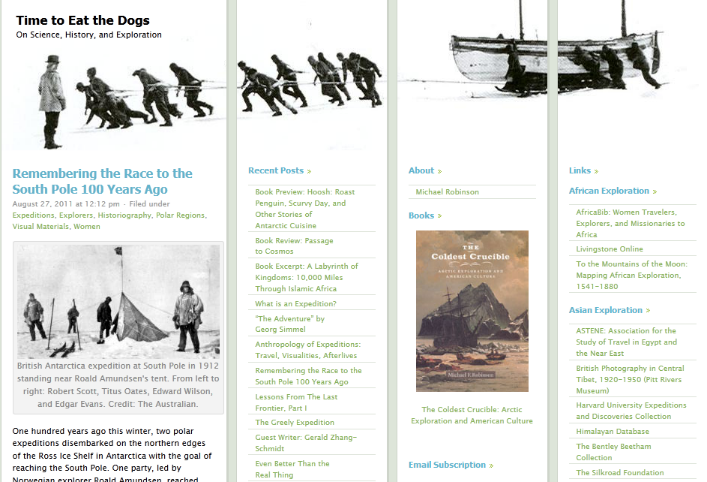 Time to Eat the Dogs
On Science, History, and Exploration
Remembering the Race to the
South Pole 100 Years Ago
August 27, 2011 at 12:12 pm · Filed under
Expeditions, Explorers, Historiography, Polar Regions,
Visual Materials, Women
British Antarctica expedition at South Pole in 1912
standing near Roald Amundsen's tent. From left to
right: Robert Scott, Titus Oates, Edward Wilson,
and Edgar Evans. Credit: The Australian.
One hundred years ago this winter, two polar
expeditions disembarked on the northern edges
of the Ross Ice Shelf in Antarctica with the goal of
reaching the South Pole. One party, led by
Norwegian explorer Roald Amundsen, reached
Recent Posts »
Book Preview: Hoosh: Roast
Penguin, Scurvy Day, and
Other Stories of
Antarctic Cuisine
Book Review: Passage
to Cosmos
Book Excerpt: A Labyrinth of
Kingdoms: 10,000 Miles
Through Islamic Africa
What is an Expedition?
"The Adventure" by
Georg Simmel
Anthropology of Expeditions:
Travel, Visualities, Afterlives
Remembering the Race to the
South Pole 100 Years Ago
Lessons From The Last
Frontier, Part I
The Greely Expedition
Guest Writer: Gerald Zhang-
Schmidt
Even Better Than the
Real Thing
About »
Michael Robinson
Books »
THE
Coldest Crucible
ARCTIC EXPLORATION AND
AMERICAN CULTURE
Michael F. Robinson
The Coldest Crucible: Arctic
Exploration and American Culture
Email Subscription »
Links »
African Exploration »
AfricaBib: Women Travelers,
Explorers, and Missionaries to
Africa
Livingstone Online
To the Mountains of the Moon:
Mapping African Exploration,
1541-1880
Asian Exploration »
ASTENE: Association for the
Study of Travel in Egypt and
the Near East
British Photography in Central
Tibet, 1920-1950 (Pitt Rivers
Museum)
Harvard University Expeditions
and Discoveries Collection
Himalayan Database
The Bentley Beetham
Collection
The Silkroad Foundation